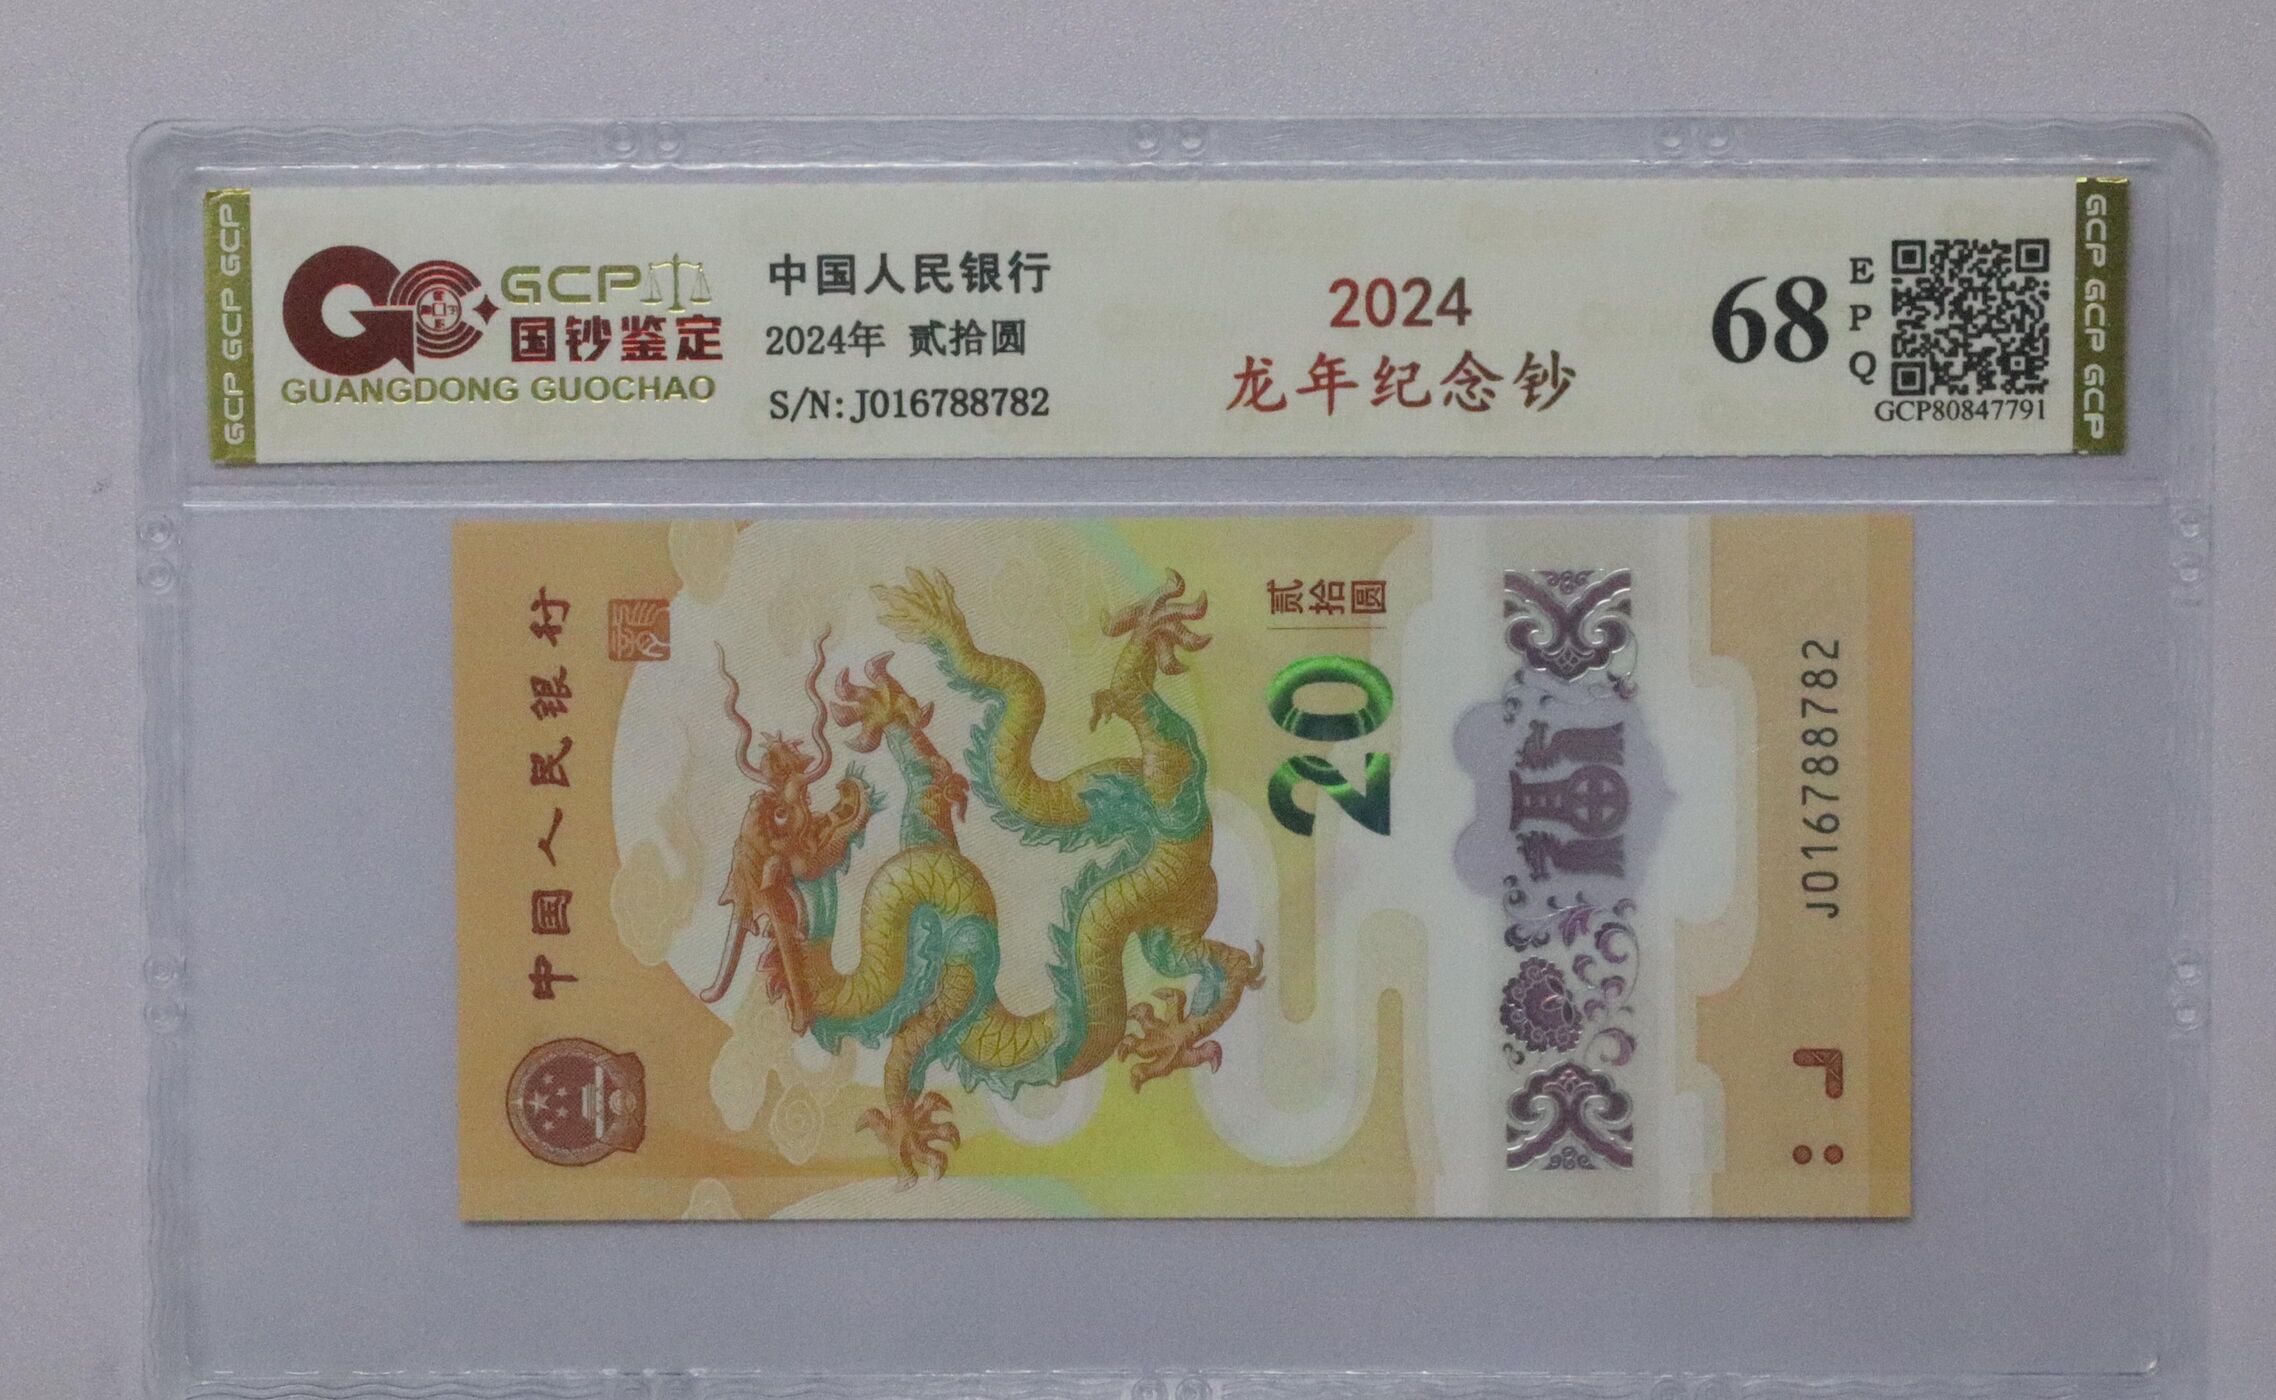 GCP GCP GCP
GCP
国钞鉴定
GUANGDONG GUOCHAO
中国人民银行
2024年 贰拾圆
S/N:J016788782
2024
龙年纪念钞
68
EPQ
GCP80847791
GCP GCP GCP
中国人民银行
贰拾圆
20
福
J016788782